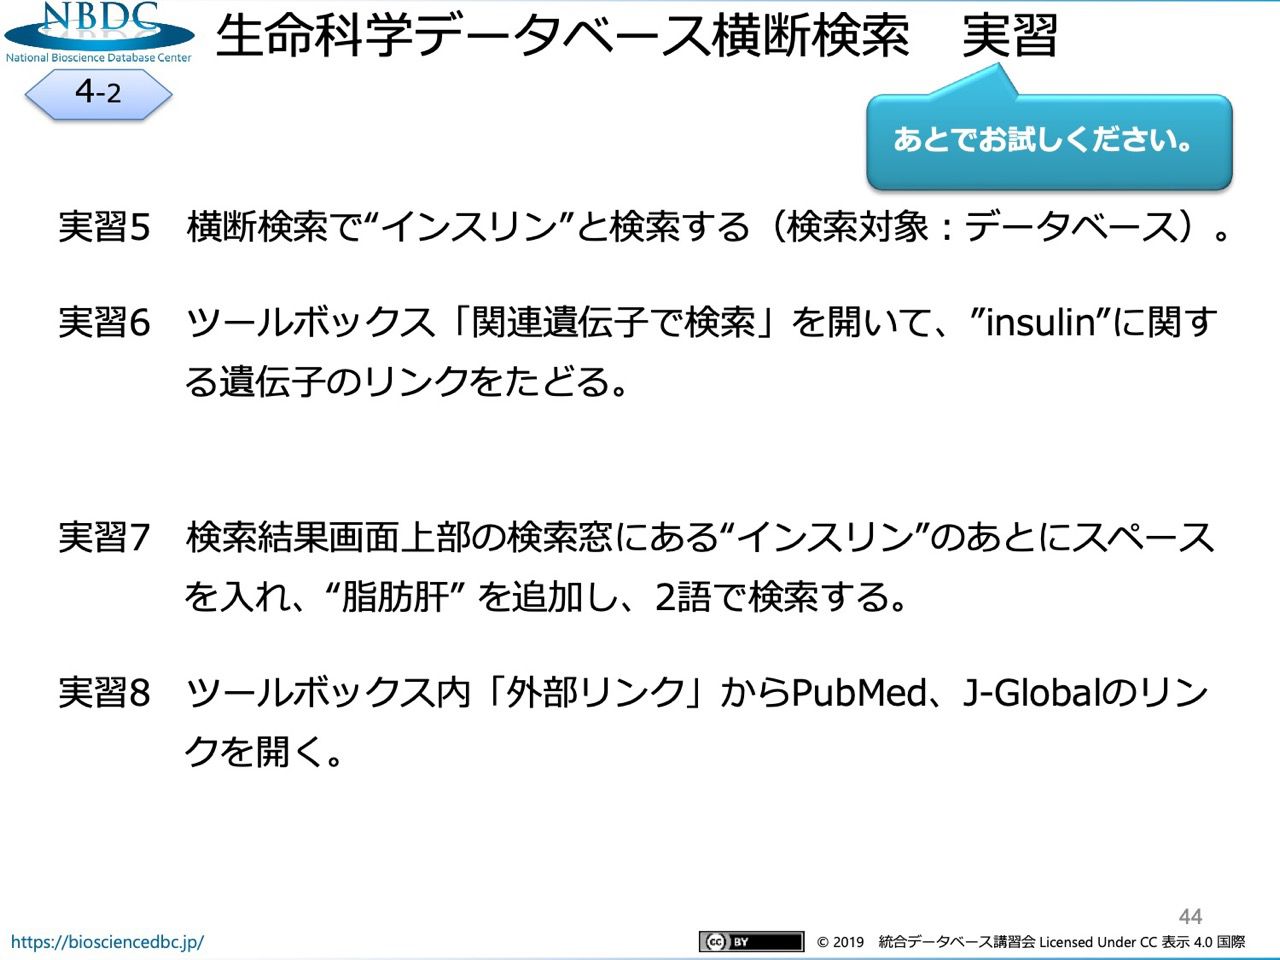 NBDC
National Bioscience Database Center
生命科学データベース横断検索　実習
4-2
あとでお試しください。
実習5　横断検索で“インスリン”と検索する（検索対象：データベース）。
実習6　ツールボックス「関連遺伝子で検索」を開いて、”insulin”に関す
る遺伝子のリンクをたどる。
実習7　検索結果画面上部の検索窓にある“インスリン”のあとにスペース
を入れ、“脂肪肝” を追加し、2語で検索する。
実習8　ツールボックス内「外部リンク」からPubMed、J-Globalのリン
クを開く。
44
https://biosciencedbc.jp/
cc BY © 2019　統合データベース講習会 Licensed Under CC 表示 4.0 国際